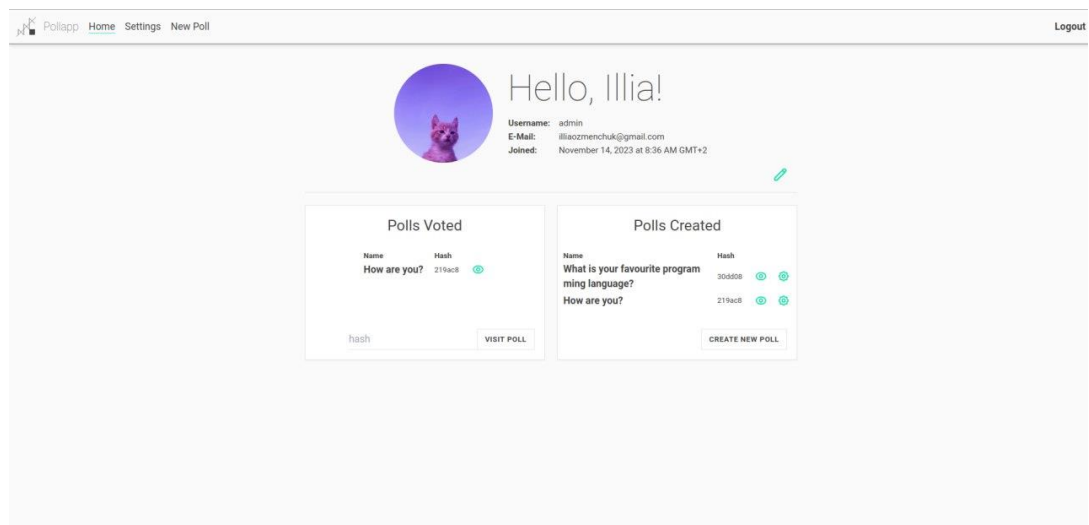 Pollapp Home Settings New Poll Logout
Hello, Illia!
Username: admin
E-Mail: illiaozmenchuk@gmail.com
Joined: November 14, 2023 at 8:36 AM GMT+2
Polls Voted
Name Hash
How are you? 219ac8
hash VISIT POLL
Polls Created
Name Hash
What is your favourite program
ming language? 30dd08
How are you? 219ac8
CREATE NEW POLL